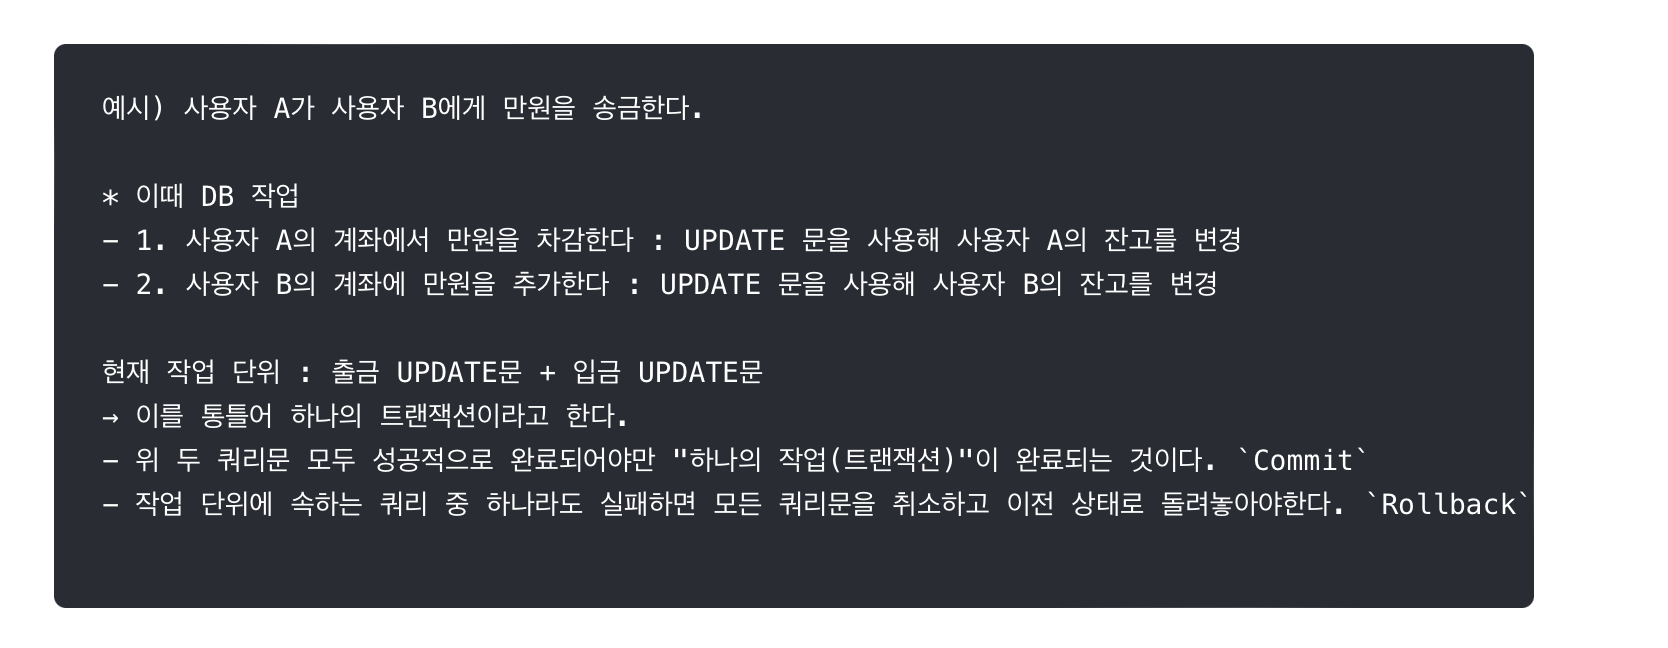 예시) 사용자 A가 사용자 B에게 만원을 송금한다.
* 이때 DB 작업
- 1. 사용자 A의 계좌에서 만원을 차감한다 : UPDATE 문을 사용해 사용자 A의 잔고를 변경
- 2. 사용자 B의 계좌에 만원을 추가한다 : UPDATE 문을 사용해 사용자 B의 잔고를 변경
현재 작업 단위 : 출금 UPDATE문 + 입금 UPDATE문
→ 이를 통틀어 하나의 트랜잭션이라고 한다.
- 위 두 쿼리문 모두 성공적으로 완료되어야만 "하나의 작업(트랜잭션)"이 완료되는 것이다. `Commit`
- 작업 단위에 속하는 쿼리 중 하나라도 실패하면 모든 쿼리문을 취소하고 이전 상태로 돌려놓아야한다. `Rollback`